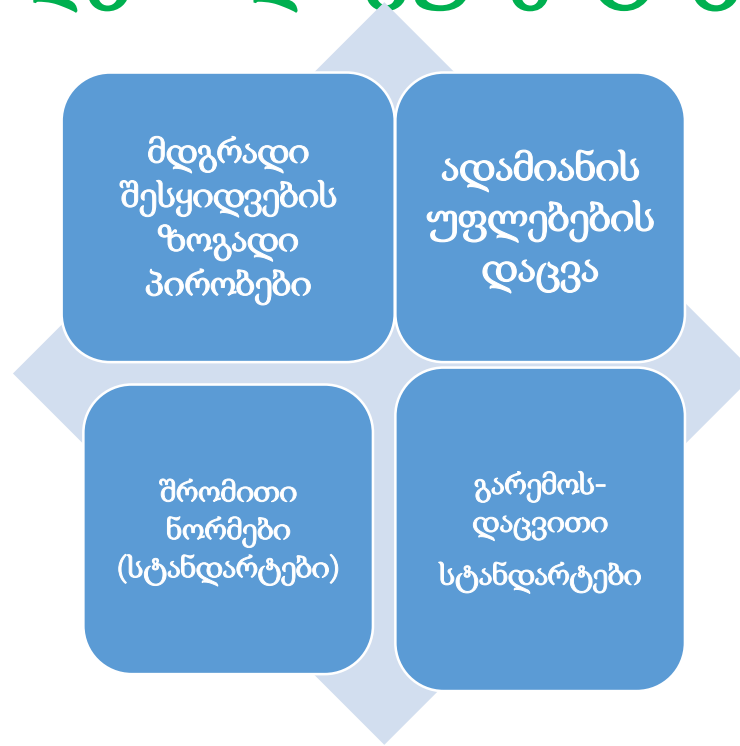 მდგრადი
შესყიდვების
ზოგადი
პირობები
ადამიანის
უფლებების
დაცვა
შრომითი
ნორმები
(სტანდარტები)
გარემოს-
დაცვითი
სტანდარტები